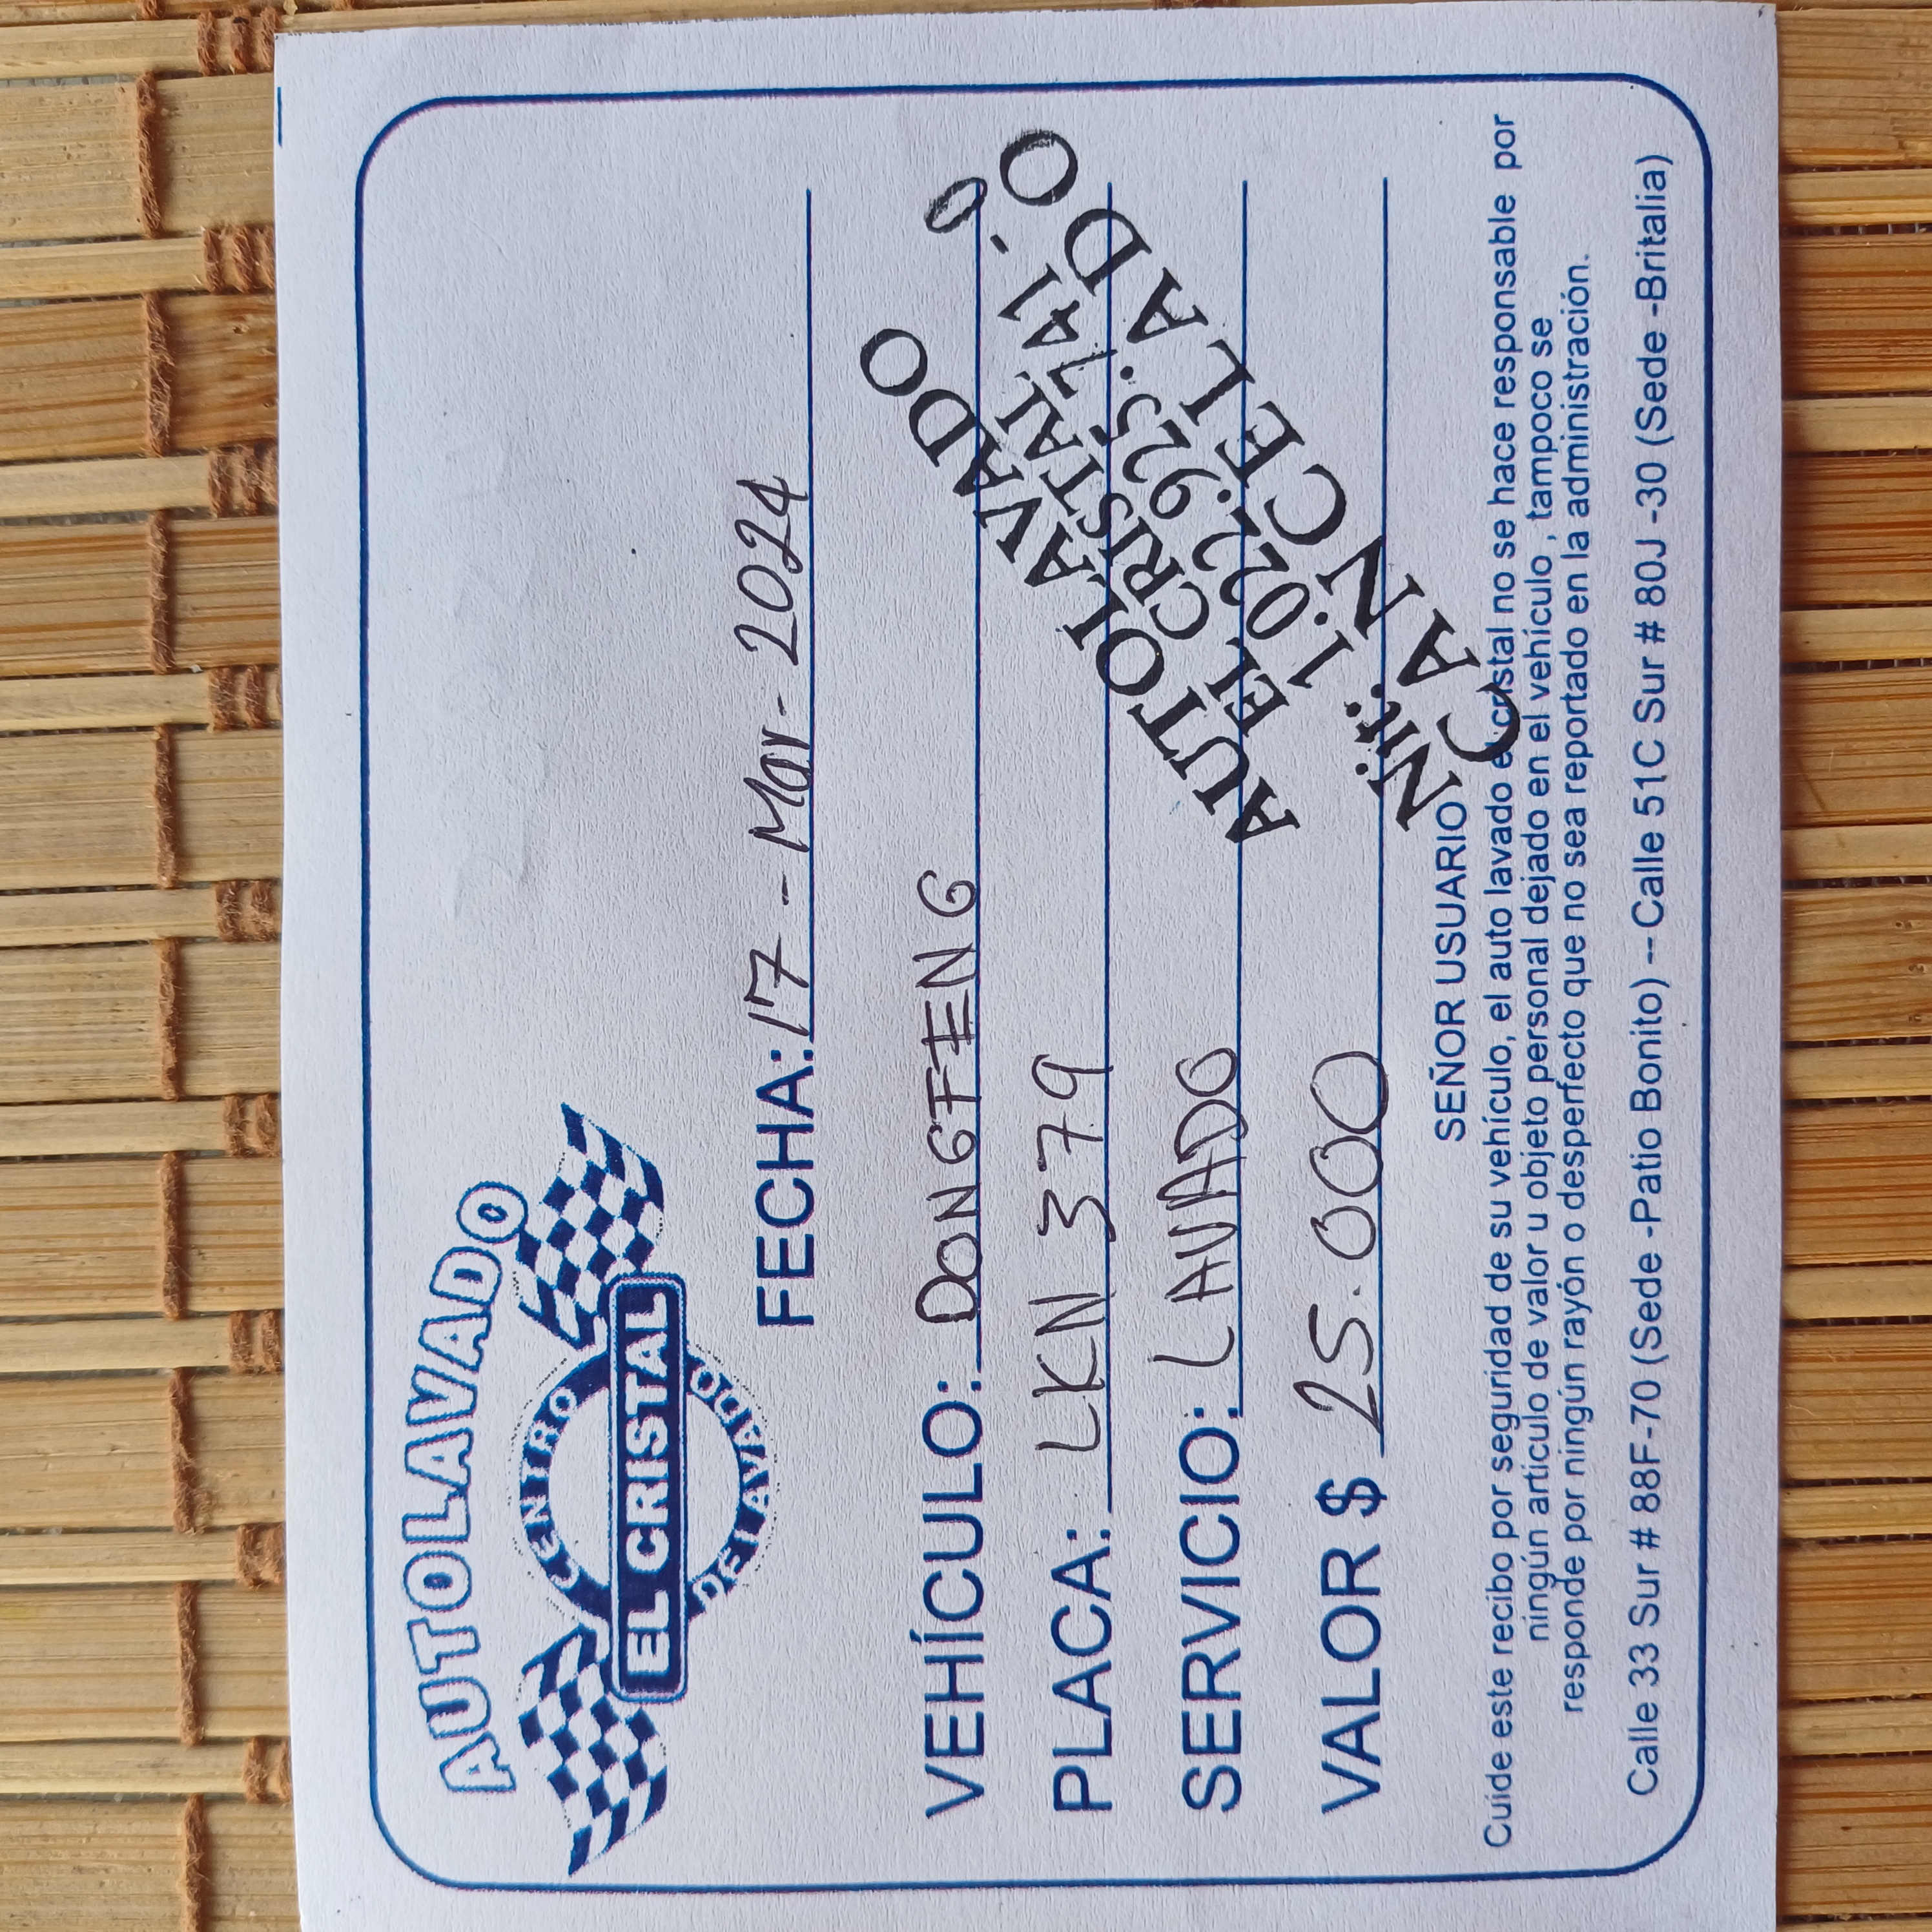 AUTOLAVADO
CENTRO
EL CRISTAL
DE LAVADO
FECHA: 17 - Mar - 2024
VEHÍCULO: DONGFENG
PLACA: LKN 379
SERVICIO: LAVADO
VALOR $ 25.000
AUTOLAVADO
EL CRISTAL
Nit: 1.022.925.741-0
CANCELADO
SEÑOR USUARIO
Cuide este recibo por seguridad de su vehículo, el auto lavado el cristal no se hace responsable por
ningún artículo de valor u objeto personal dejado en el vehículo , tampoco se
responde por ningún rayón o desperfecto que no sea reportado en la administración.
Calle 33 Sur # 88F-70 (Sede -Patio Bonito) -- Calle 51C Sur # 80J -30 (Sede -Britalia)